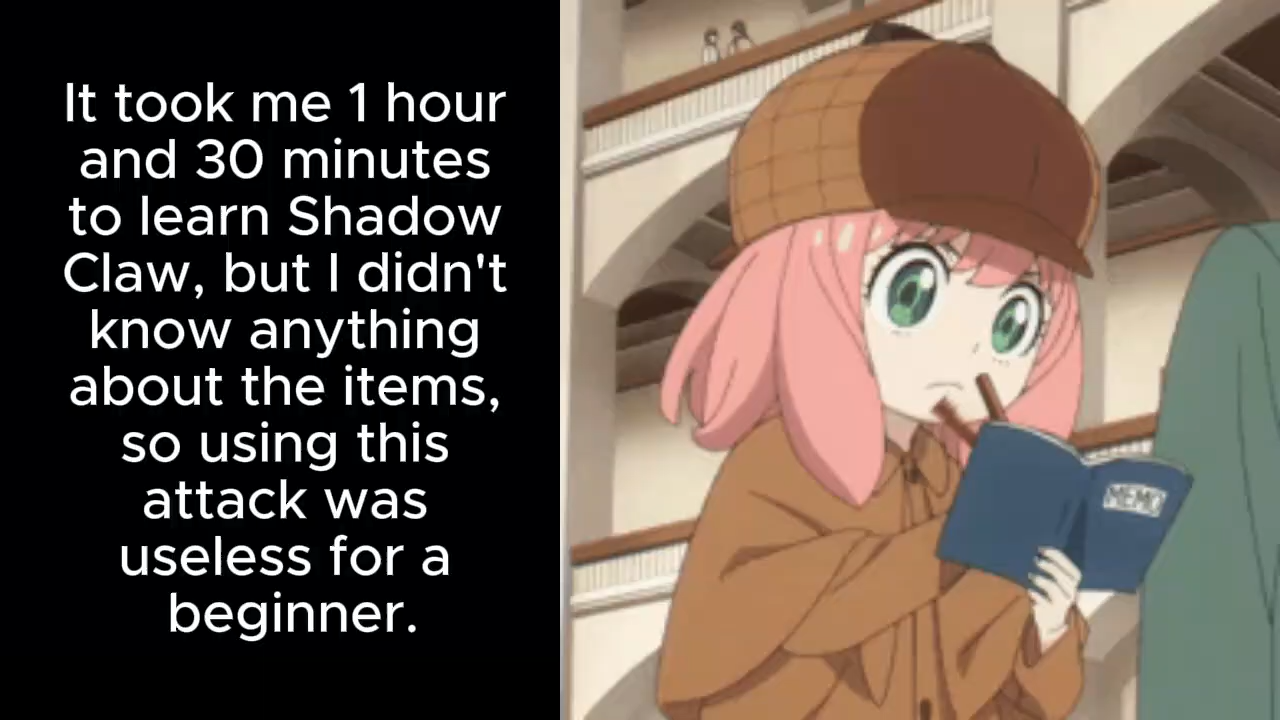 It took me 1 hour
and 30 minutes
to learn Shadow
Claw, but I didn't
know anything
about the items,
so using this
attack was
useless for a
beginner.
MEMO